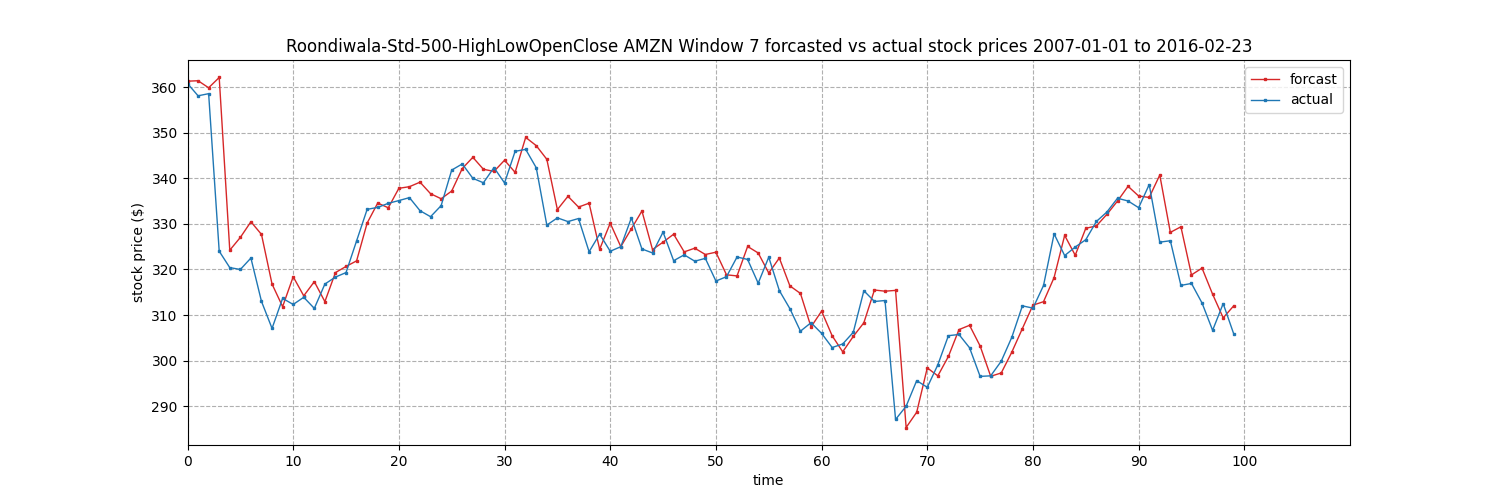 Roondiwala-Std-500-HighLowOpenClose AMZN Window 7 forcasted vs actual stock prices 2007-01-01 to 2016-02-23
forcast
actual
stock price ($)
360
350
340
330
320
310
300
290
0 10 20 30 40 50 60 70 80 90 100
time